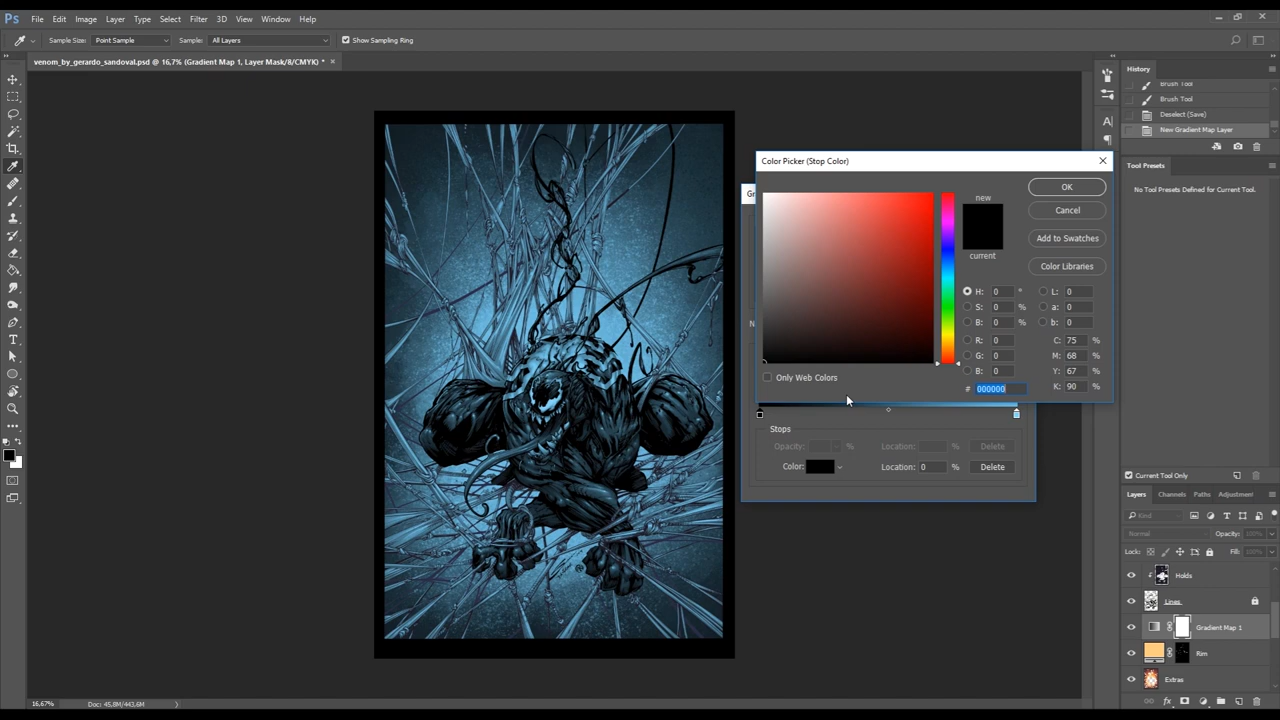 Ps File Edit Image Layer Type Select Filter 3D View Window Help
Sample Size: Point Sample Sample: All Layers Show Sampling Ring
venom_by_gerardo_sandoval.psd @ 16,7% (Gradient Map 1, Layer Mask/8/CMYK) * ×
History
Brush Tool
Brush Tool
Deselect (Save)
New Gradient Map Layer
Tool Presets
No Tool Presets Defined for Current Tool.
Color Picker (Stop Color)
new
current
OK
Cancel
Add to Swatches
Color Libraries
H: 0 ° L: 0
S: 0 % a: 0
B: 0 % b: 0
R: 0 C: 75 %
G: 0 M: 68 %
B: 0 Y: 67 %
# 000000 K: 90 %
Only Web Colors
Gr
N
Stops
Opacity: % Location: % Delete
Color: Location: 0 % Delete
Current Tool Only
Layers Channels Paths Adjustmen
Kind
Normal Opacity: 100%
Lock: Fill: 100%
Holds
Lines
Gradient Map 1
Rim
Extras
16,67% Doc: 45,8M/443,6M